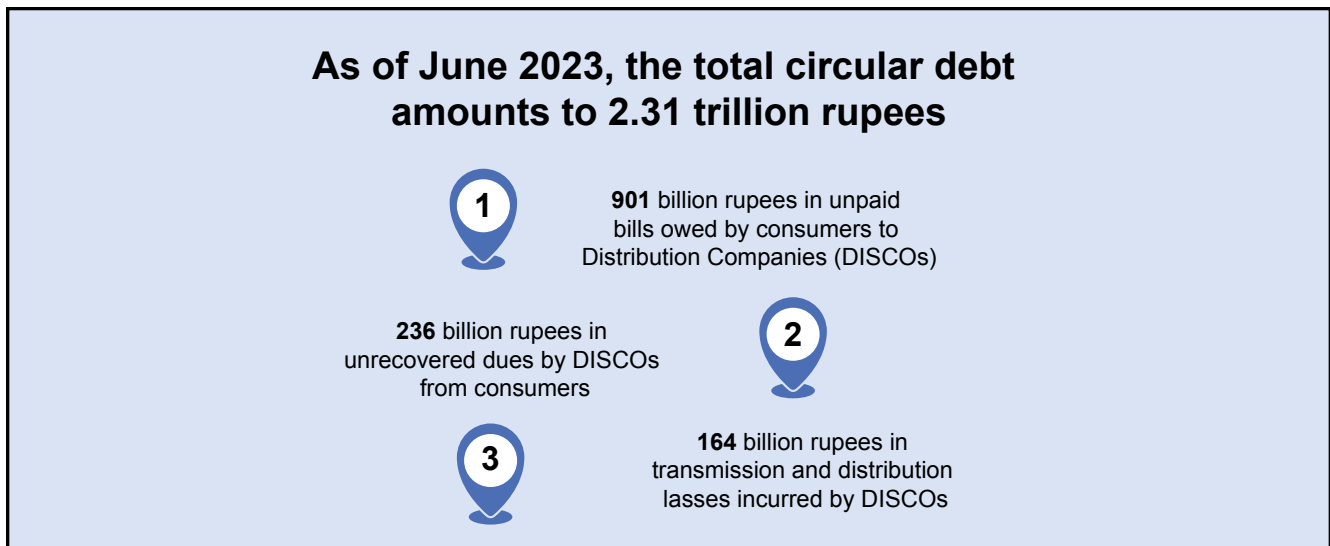 As of June 2023, the total circular debt
amounts to 2.31 trillion rupees
1
901 billion rupees in unpaid
bills owed by consumers to
Distribution Companies (DISCOs)
236 billion rupees in
unrecovered dues by DISCOs
from consumers
2
3
164 billion rupees in
transmission and distribution
lasses incurred by DISCOs